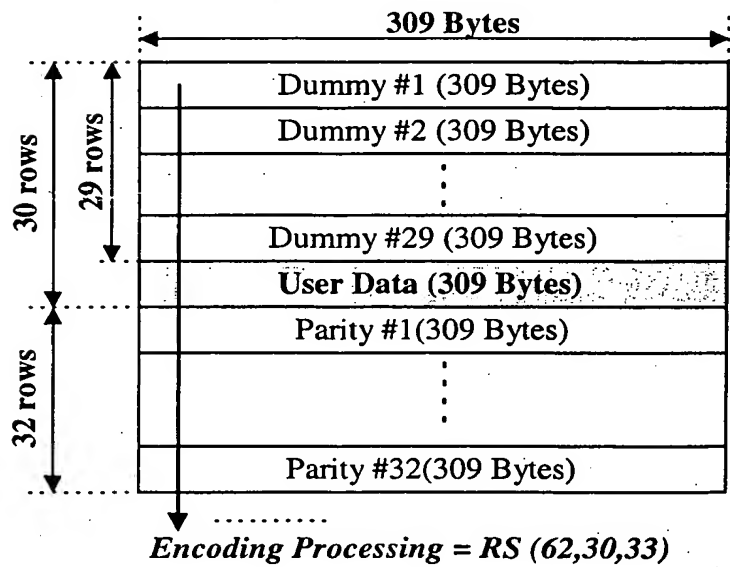 309 Bytes
Dummy #1 (309 Bytes)
Dummy #2 (309 Bytes)
30 rows
29 rows
Dummy #29 (309 Bytes)
User Data (309 Bytes)
Parity #1(309 Bytes)
32 rows
Parity #32(309 Bytes)
Encoding Processing = RS (62,30,33)